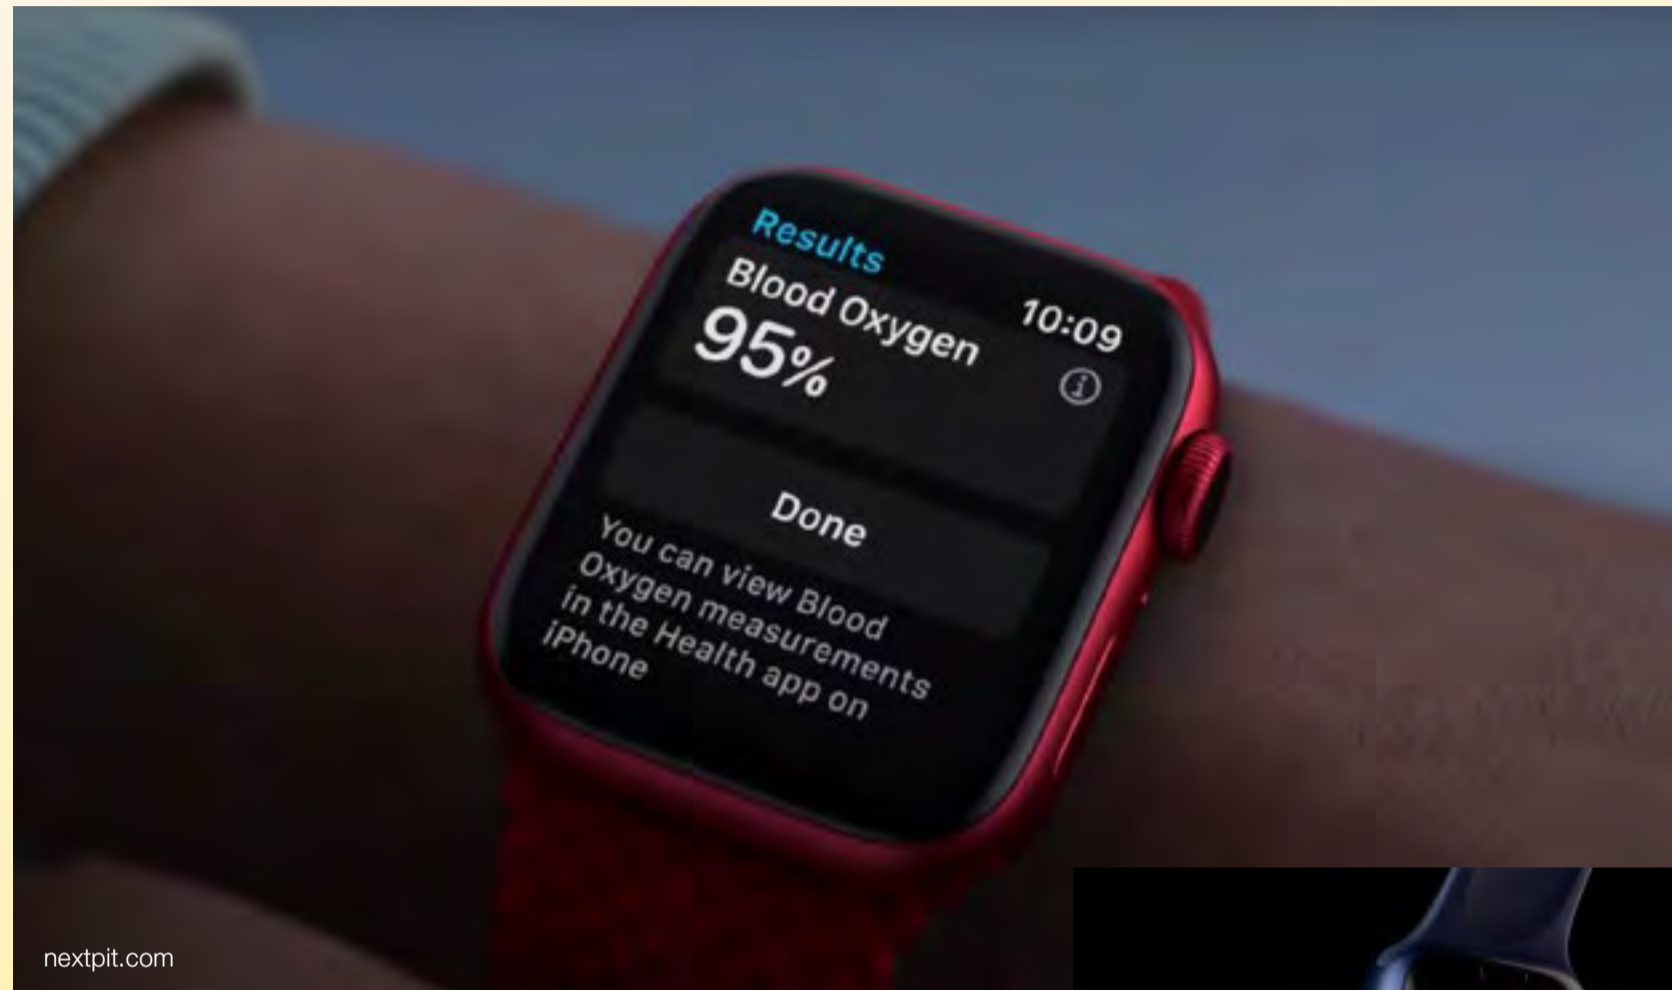 Results
10:09
Blood Oxygen
95%
Done
You can view Blood
Oxygen measurements
in the Health app on
iPhone
nextpit.com